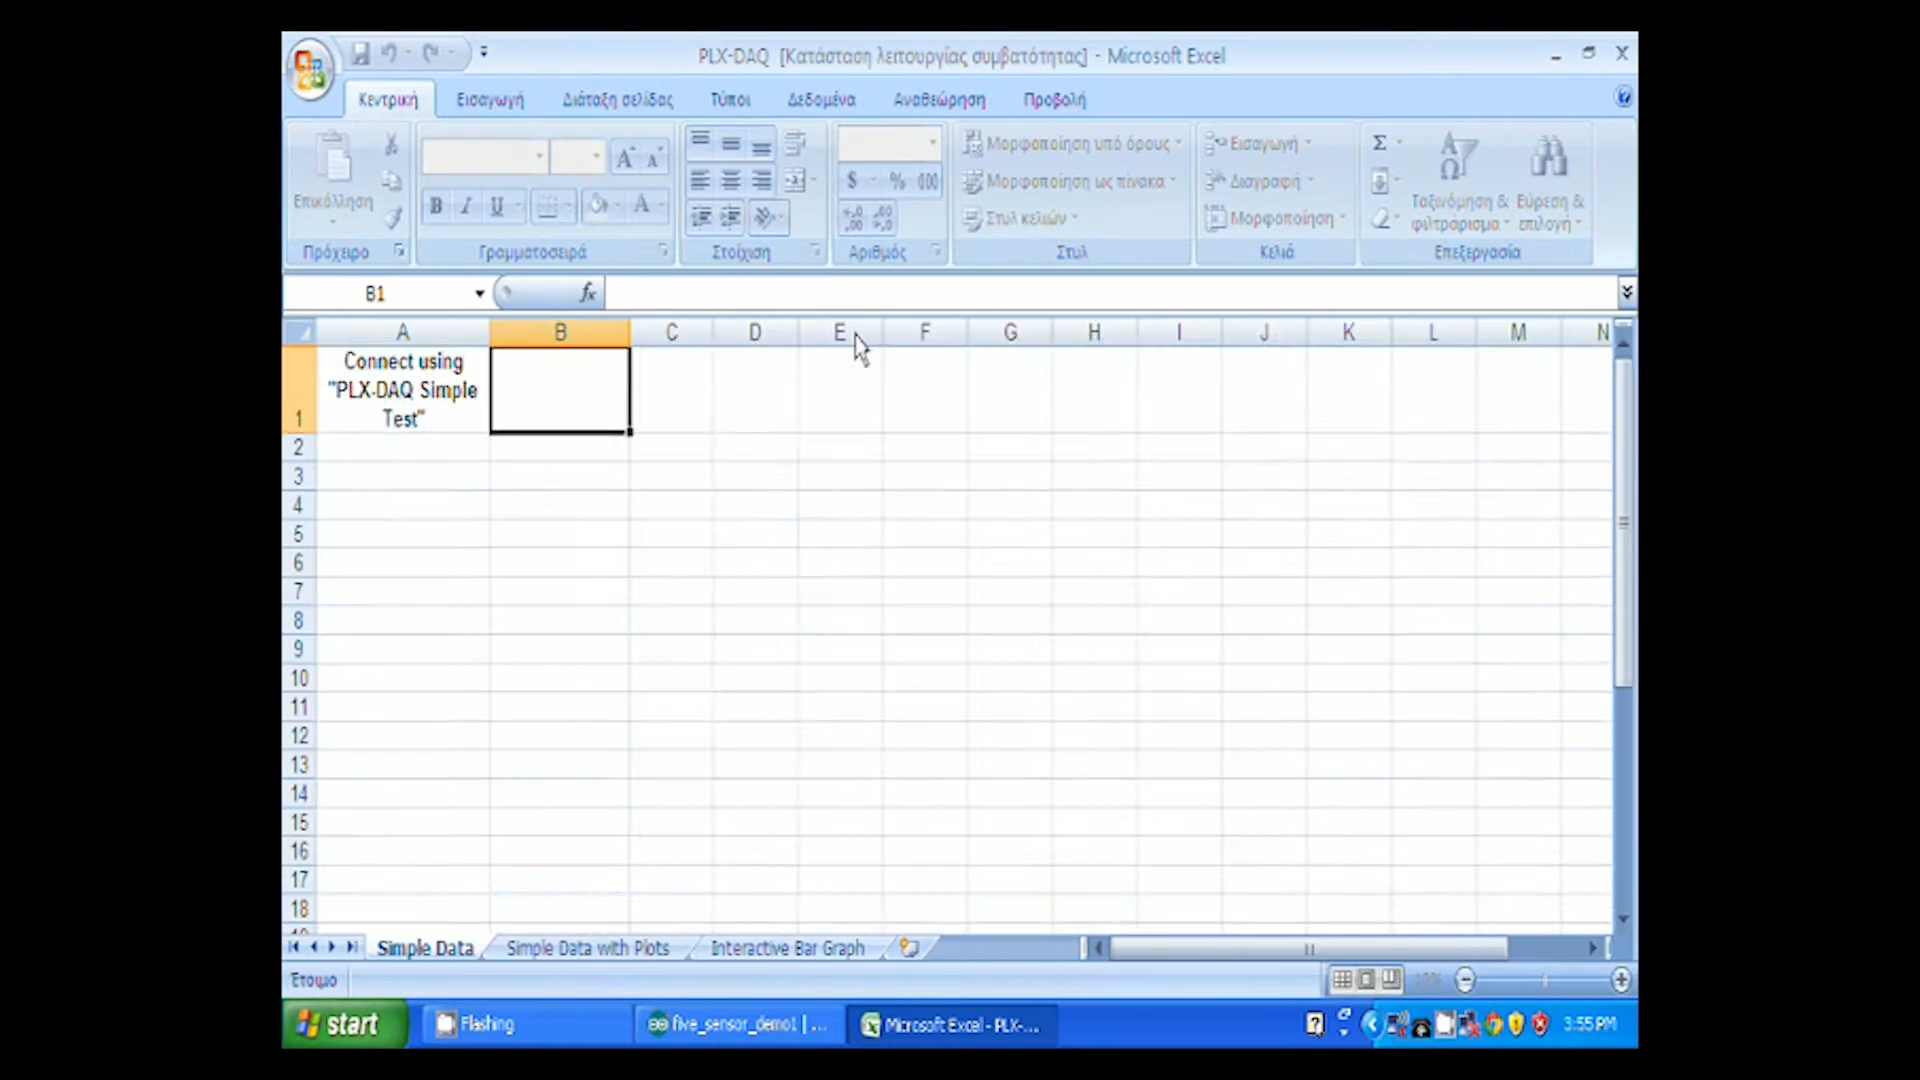 PLX-DAQ [Κατάσταση λειτουργίας συμβατότητας] - Microsoft Excel
Κεντρική Εισαγωγή Διάταξη σελίδας Τύποι Δεδομένα Αναθεώρηση Προβολή
Επικόλληση
A A
B I U A
$ % 000
Μορφοποίηση υπό όρους
Μορφοποίηση ως πίνακα
Στυλ κελιών
Εισαγωγή
Διαγραφή
Μορφοποίηση
Σ
Ταξινόμηση &
φιλτράρισμα
Εύρεση &
επιλογή
Πρόχειρο Γραμματοσειρά Στοίχιση Αριθμός Στυλ Κελιά Επεξεργασία
B1 fx
A B C D E F G H I J K L M N
Connect using
"PLX-DAQ Simple
Test"
1
2
3
4
5
6
7
8
9
10
11
12
13
14
15
16
17
18
Simple Data Simple Data with Plots Interactive Bar Graph
Έτοιμο
start Flashing five_sensor_demo1 | ... Microsoft Excel - PLX-... 3:55 PM